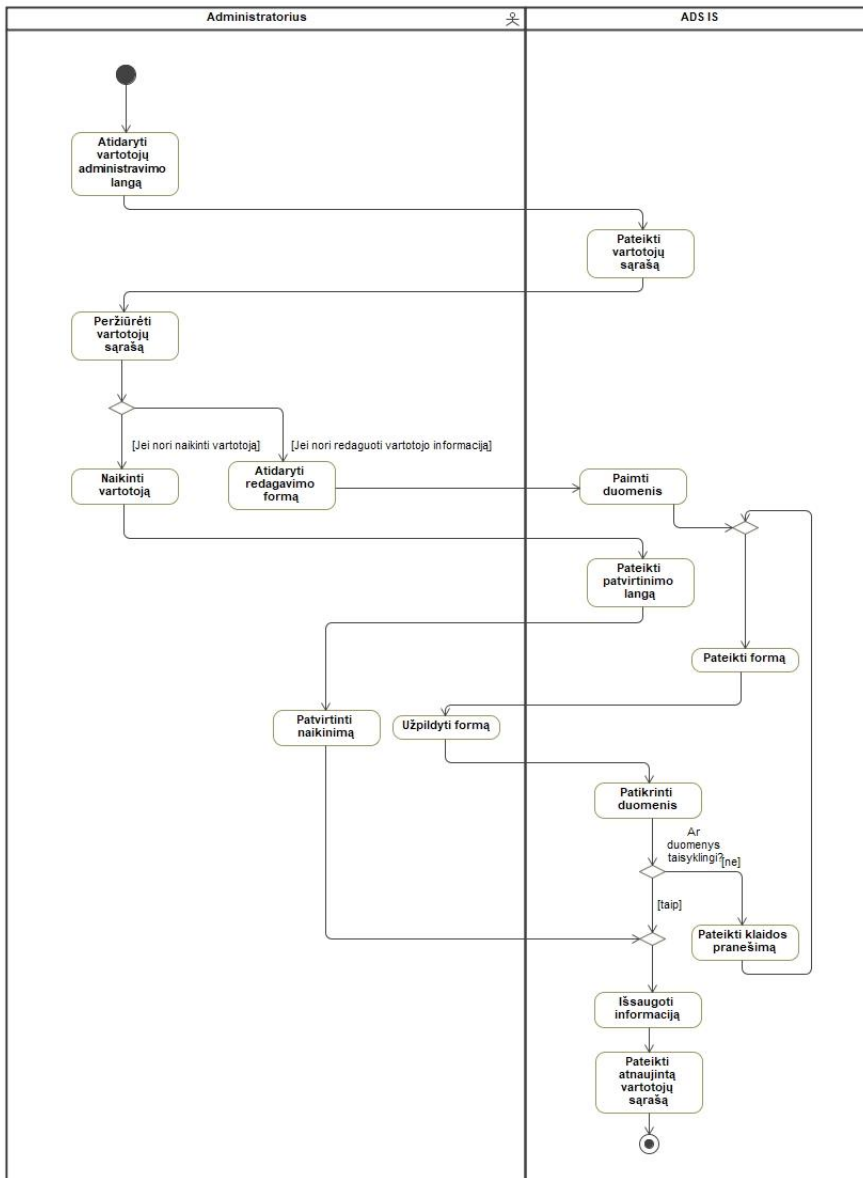 Administratorius
ADS IS
Atidaryti
vartotojų
administravimo
langą
Pateikti
vartotojų
sąrašą
Peržiūrėti
vartotojų
sąrašą
[Jei nori naikinti vartotoją]
[Jei nori redaguoti vartotojo informaciją]
Naikinti
vartotoją
Atidaryti
redagavimo
formą
Paimti
duomenis
Pateikti
patvirtinimo
langą
Pateikti formą
Patvirtinti
naikinimą
Užpildyti formą
Patikrinti
duomenis
Ar
duomenys
taisyklingi?
[ne]
[taip]
Pateikti klaidos
pranešimą
Išsaugoti
informaciją
Pateikti
atnaujintą
vartotojų
sąrašą